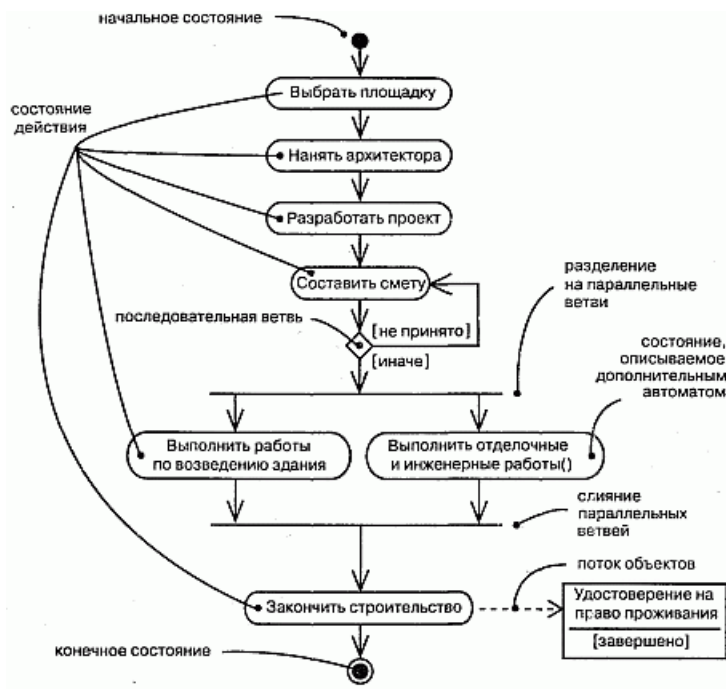 начальное состояние
Выбрать площадку
состояние
действия
Нанять архитектора
Разработать проект
Составить смету
разделение
на параллельные
ветви
последовательная ветвь
[не принято]
[иначе]
состояние,
описываемое
дополнительным
автоматом
Выполнить работы
по возведению здания
Выполнить отделочные
и инженерные работы()
слияние
параллельных
ветвей
поток объектов
Закончить строительство
Удостоверение на
право проживания
[завершено]
конечное состояние